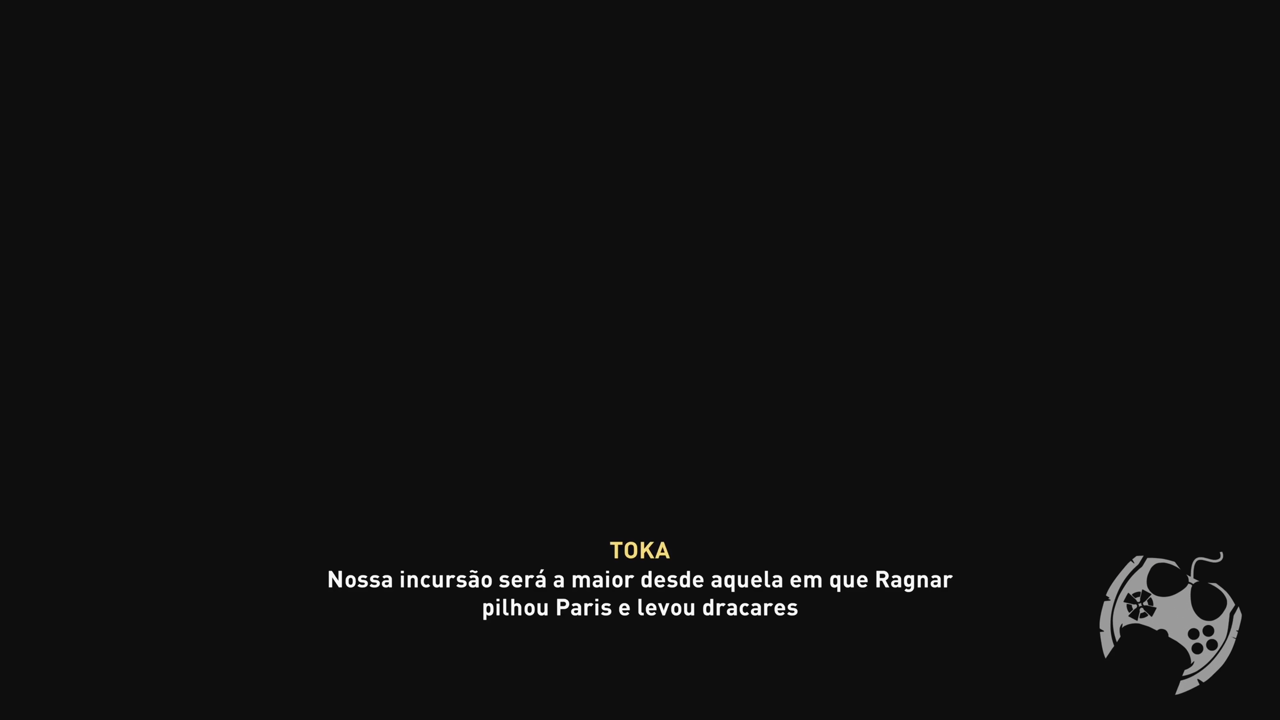 TOKA
Nossa incursão será a maior desde aquela em que Ragnar
pilhou Paris e levou dracares